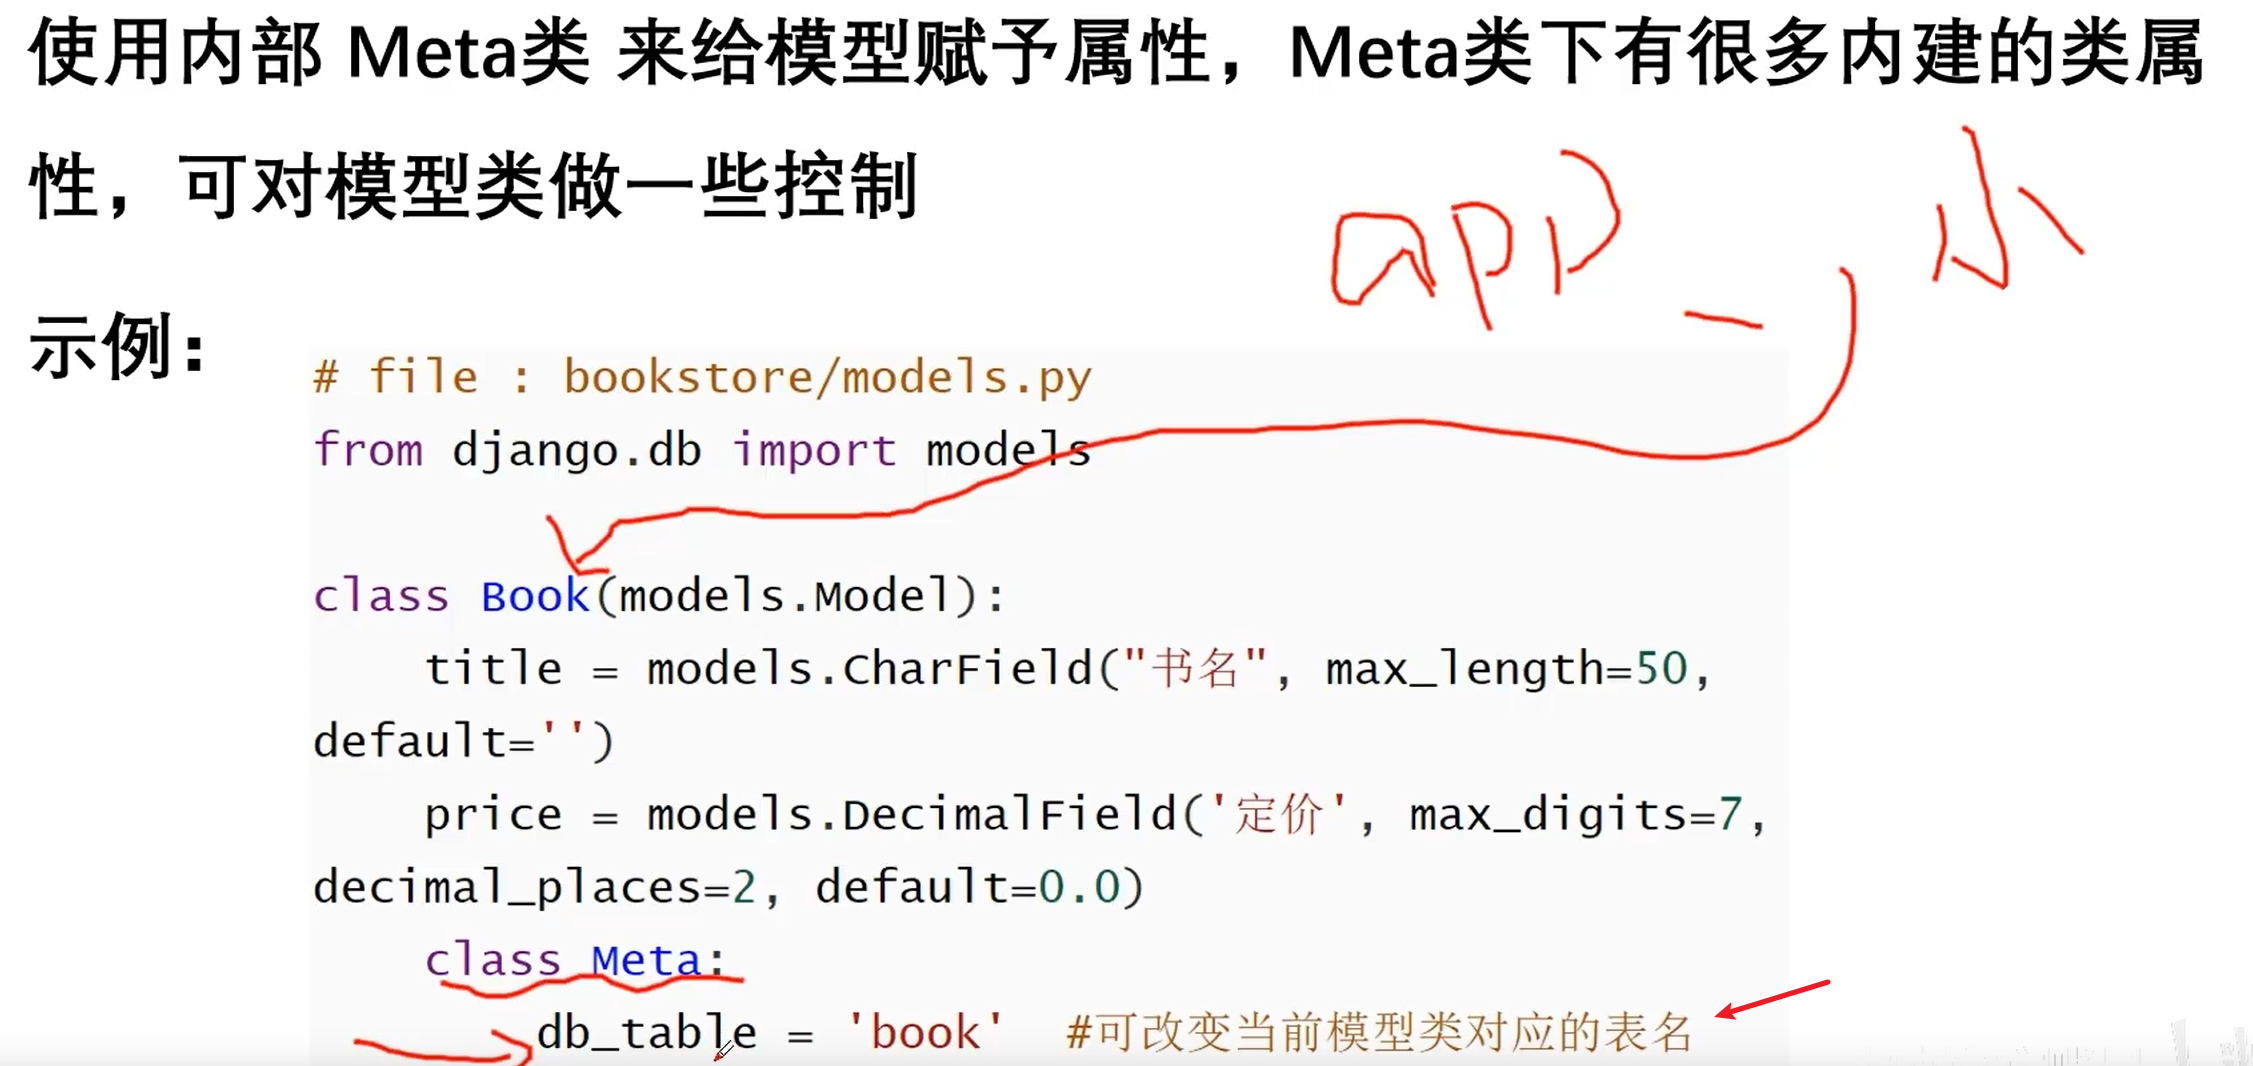 使用内部 Meta类 来给模型赋予属性，Meta类下有很多内建的类属
性，可对模型类做一些控制
app_小
示例：
# file : bookstore/models.py
from django.db import models
class Book(models.Model):
title = models.CharField("书名", max_length=50,
default='')
price = models.DecimalField('定价', max_digits=7,
decimal_places=2, default=0.0)
class Meta:
db_table = 'book' #可改变当前模型类对应的表名